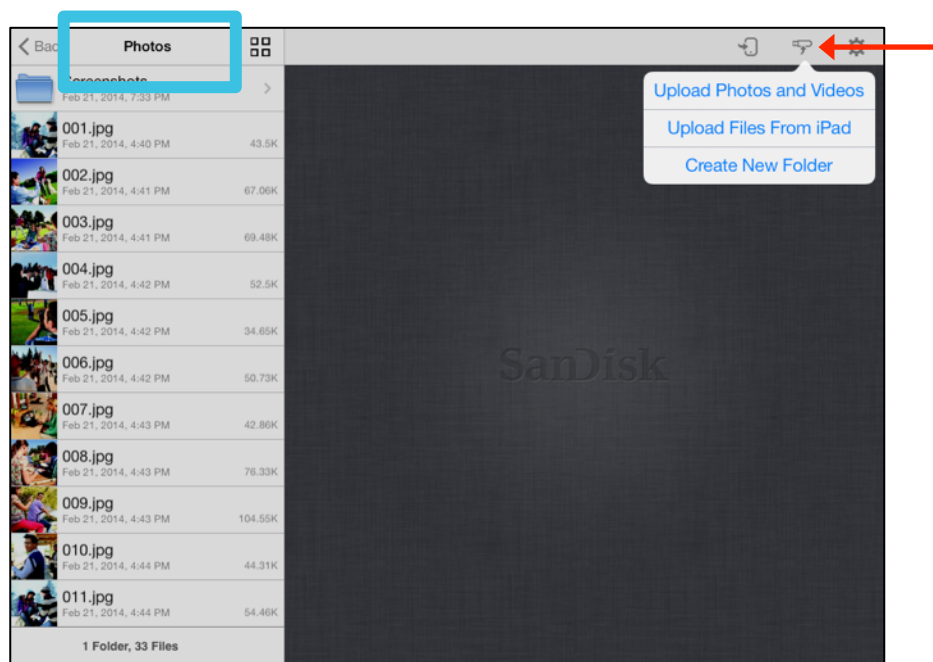 Bac
Photos
Screenshots
Feb 21, 2014, 7:33 PM
001.jpg
Feb 21, 2014, 4:40 PM
43.5K
002.jpg
Feb 21, 2014, 4:41 PM
67.06K
003.jpg
Feb 21, 2014, 4:41 PM
69.48K
004.jpg
Feb 21, 2014, 4:42 PM
52.5K
005.jpg
Feb 21, 2014, 4:42 PM
34.65K
006.jpg
Feb 21, 2014, 4:42 PM
50.73K
007.jpg
Feb 21, 2014, 4:43 PM
42.86K
008.jpg
Feb 21, 2014, 4:43 PM
76.33K
009.jpg
Feb 21, 2014, 4:43 PM
104.55K
010.jpg
Feb 21, 2014, 4:44 PM
44.31K
011.jpg
Feb 21, 2014, 4:44 PM
54.46K
1 Folder, 33 Files
Upload Photos and Videos
Upload Files From iPad
Create New Folder
SanDisk